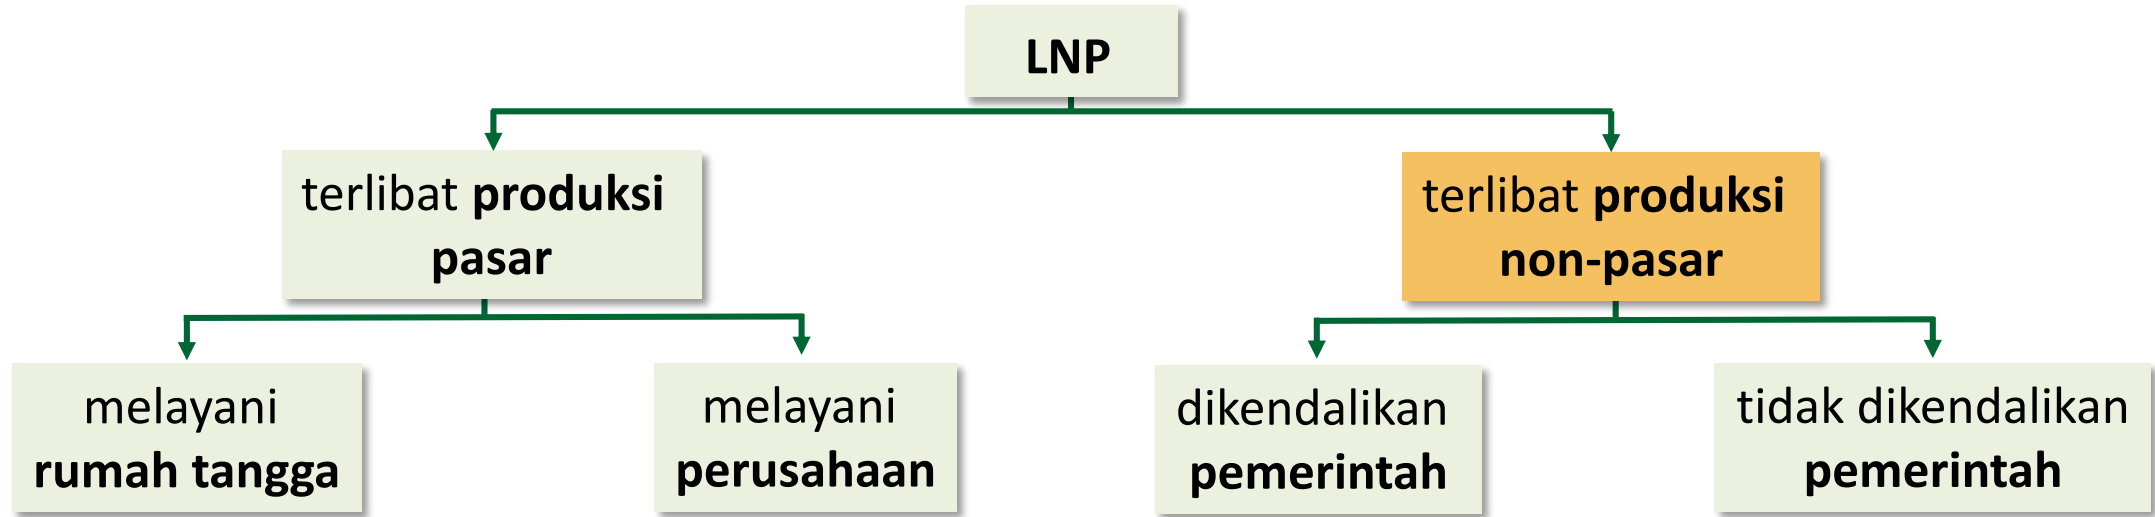 LNP
terlibat produksi
pasar
terlibat produksi
non-pasar
melayani
rumah tangga
melayani
perusahaan
dikendalikan
pemerintah
tidak dikendalikan
pemerintah